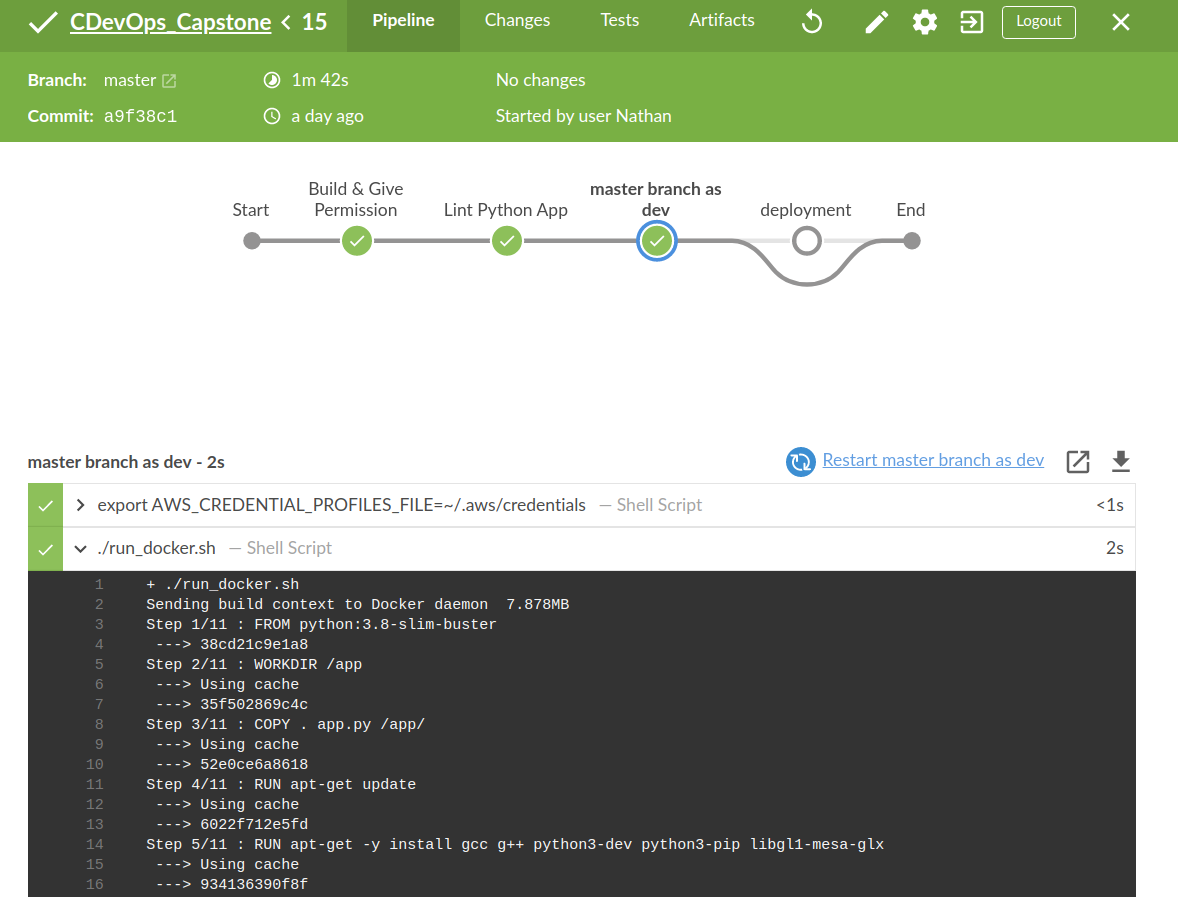 CDevOps_Capstone < 15 Pipeline Changes Tests Artifacts Logout
Branch: master 1m 42s No changes
Commit: a9f38c1 a day ago Started by user Nathan
Start
Build & Give
Permission
Lint Python App
master branch as
dev
deployment
End
master branch as dev - 2s Restart master branch as dev
export AWS_CREDENTIAL_PROFILES_FILE=~/.aws/credentials — Shell Script <1s
./run_docker.sh — Shell Script 2s
1 + ./run_docker.sh
2 Sending build context to Docker daemon  7.878MB
3 Step 1/11 : FROM python:3.8-slim-buster
4  ---> 38cd21c9e1a8
5 Step 2/11 : WORKDIR /app
6  ---> Using cache
7  ---> 35f502869c4c
8 Step 3/11 : COPY . app.py /app/
9  ---> Using cache
10  ---> 52e0ce6a8618
11 Step 4/11 : RUN apt-get update
12  ---> Using cache
13  ---> 6022f712e5fd
14 Step 5/11 : RUN apt-get -y install gcc g++ python3-dev python3-pip libgl1-mesa-glx
15  ---> Using cache
16  ---> 934136390f8f